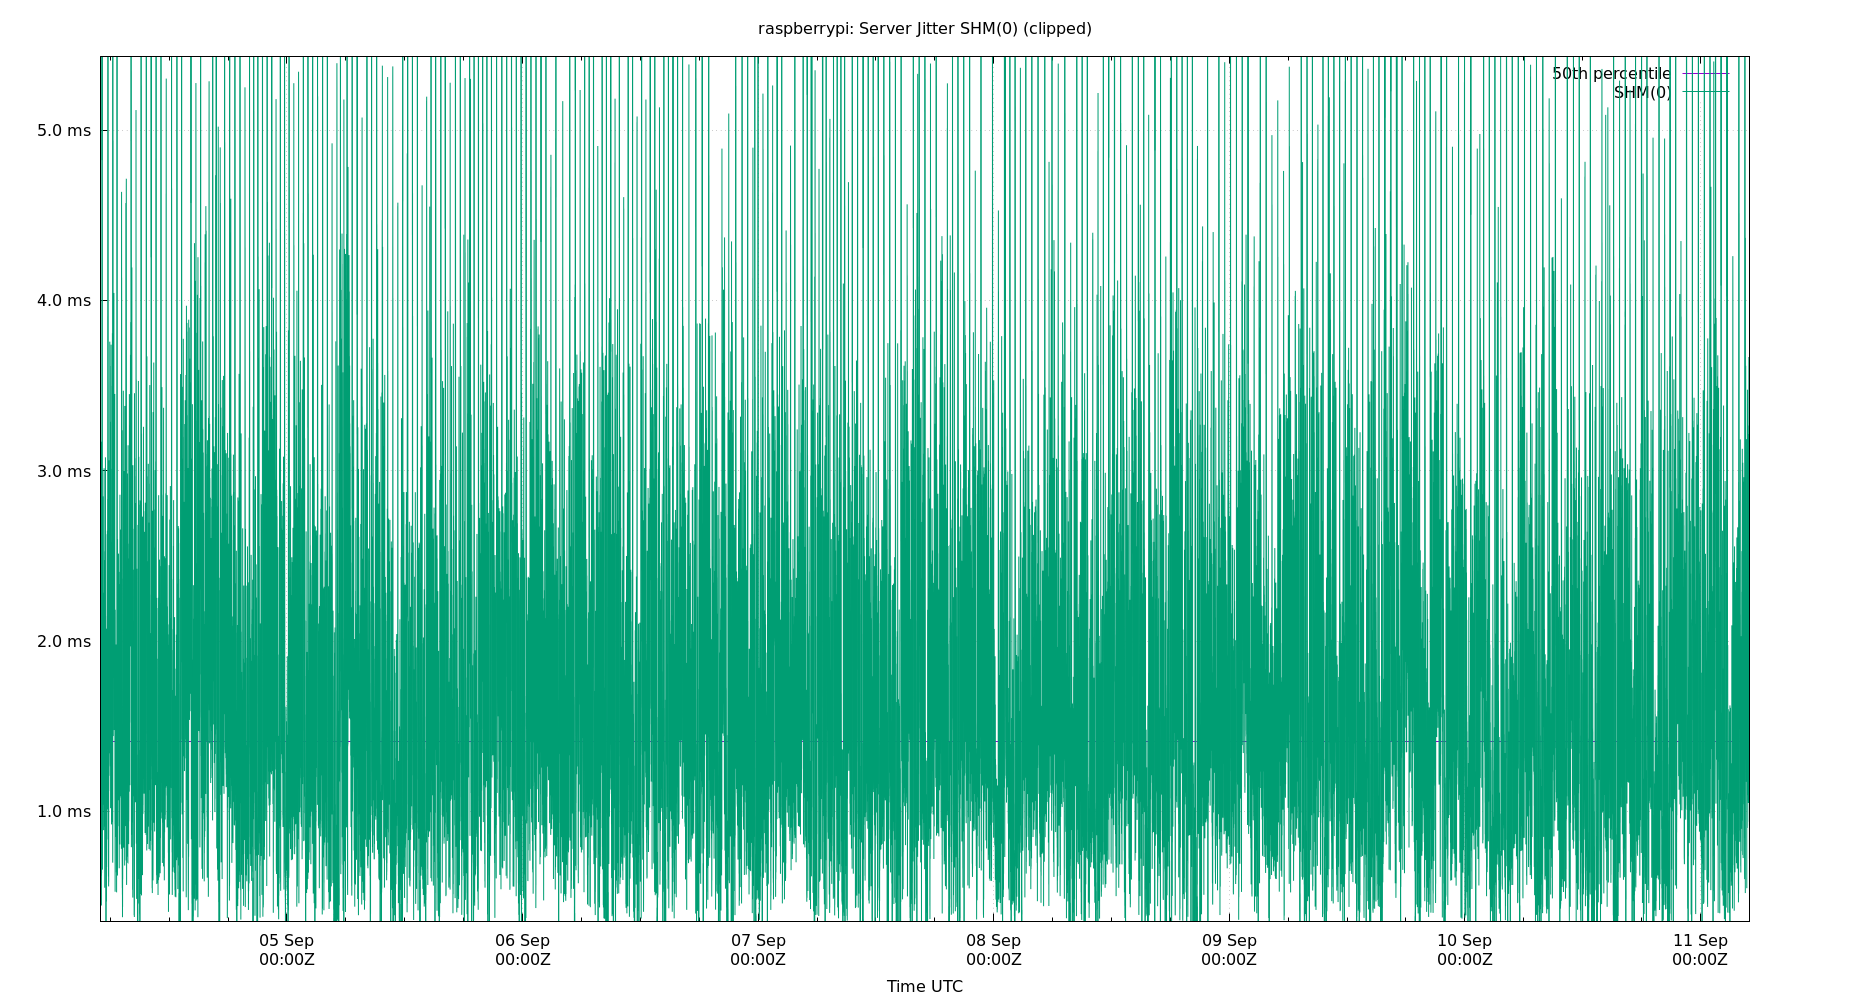 raspberrypi: Server Jitter SHM(0) (clipped)
50th percentile
SHM(0)
5.0 ms
4.0 ms
3.0 ms
2.0 ms
1.0 ms
05 Sep 06 Sep 07 Sep 08 Sep 09 Sep 10 Sep 11 Sep
00:00Z 00:00Z 00:00Z 00:00Z 00:00Z 00:00Z 00:00Z
Time UTC